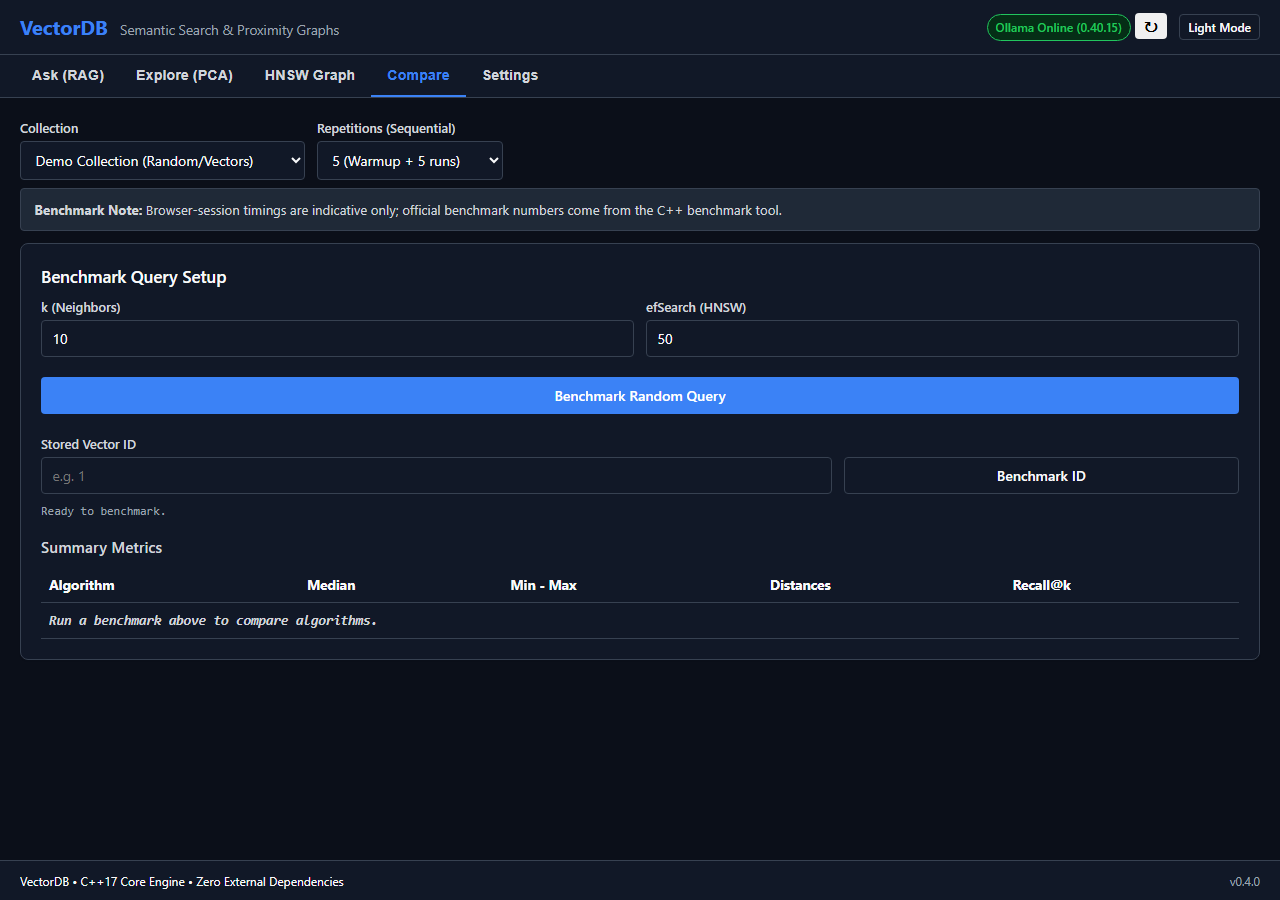 VectorDB Semantic Search & Proximity Graphs Ollama Online (0.40.15) ↻ Light Mode
Ask (RAG) Explore (PCA) HNSW Graph Compare Settings
Collection Repetitions (Sequential)
Demo Collection (Random/Vectors) 5 (Warmup + 5 runs)
Benchmark Note: Browser-session timings are indicative only; official benchmark numbers come from the C++ benchmark tool.
Benchmark Query Setup
k (Neighbors) efSearch (HNSW)
10 50
Benchmark Random Query
Stored Vector ID
e.g. 1 Benchmark ID
Ready to benchmark.
Summary Metrics
Algorithm Median Min - Max Distances Recall@k
Run a benchmark above to compare algorithms.
VectorDB • C++17 Core Engine • Zero External Dependencies v0.4.0